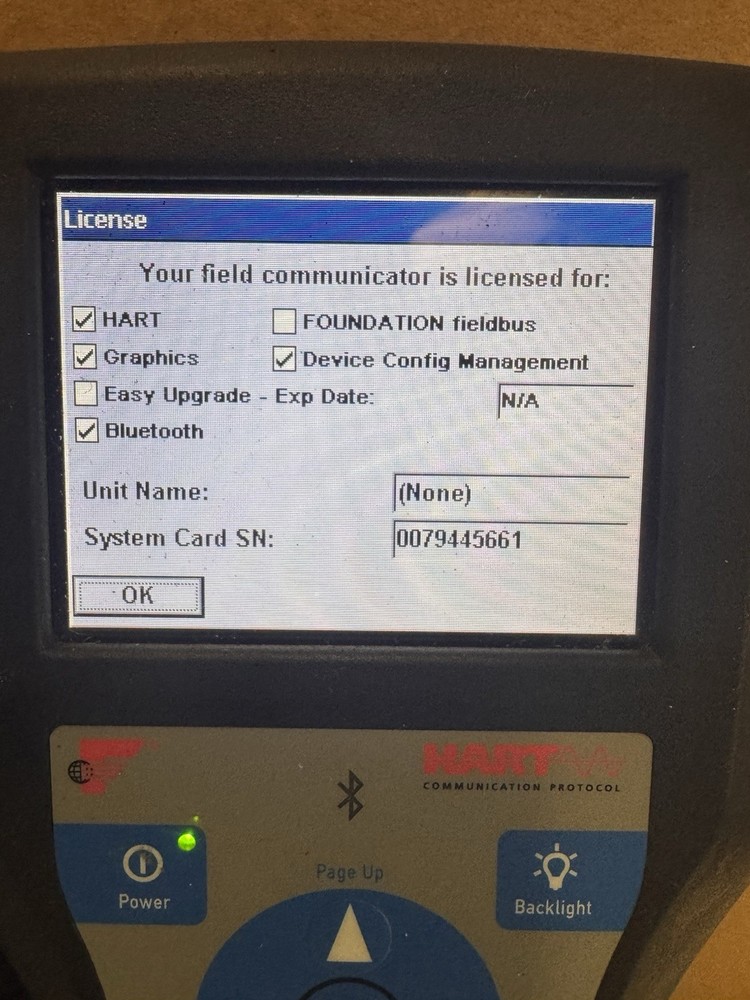 License
Your field communicator is licensed for:
HART FOUNDATION fieldbus
Graphics Device Config Management
Easy Upgrade - Exp Date: N/A
Bluetooth
Unit Name: (None)
System Card SN: 0079445661
OK
HART
COMMUNICATION PROTOCOL
Power
Page Up
Backlight